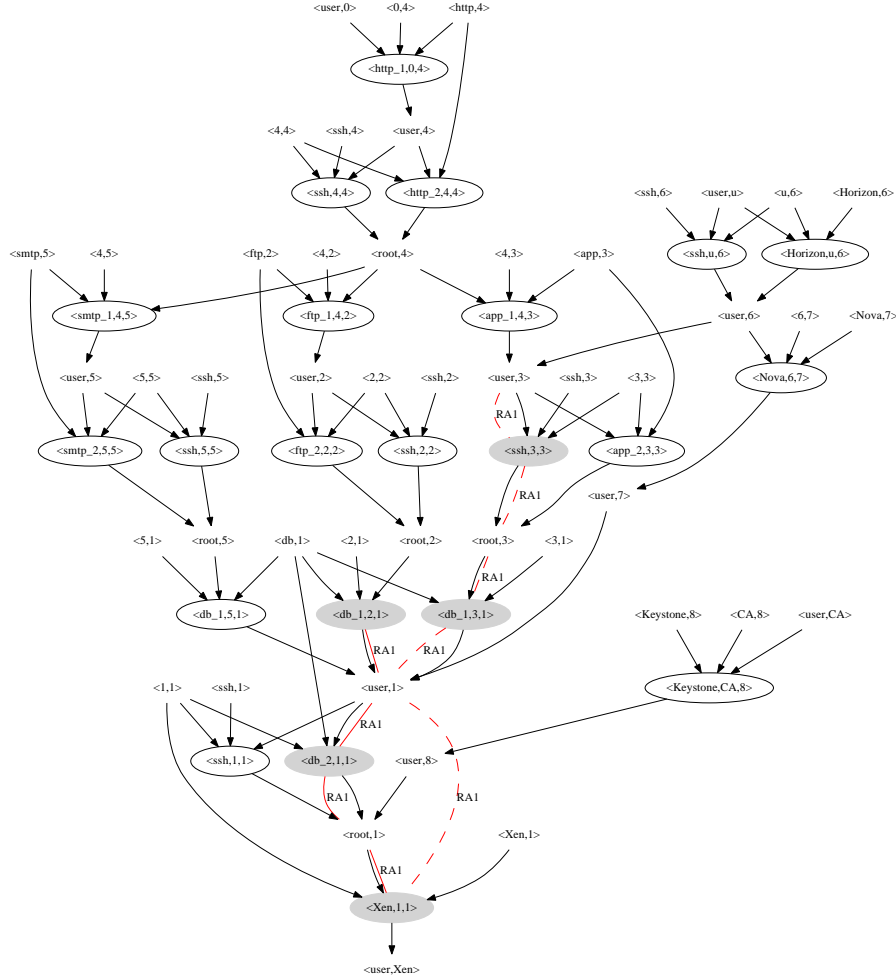 <user,0> <0,4> <http,4>
<http_1,0,4>
<4,4> <ssh,4> <user,4>
<ssh,4,4> <http_2,4,4> <ssh,6> <user,u> <u,6> <Horizon,6>
<smtp,5> <4,5> <ftp,2> <4,2> <root,4> <4,3> <app,3> <ssh,u,6> <Horizon,u,6>
<smtp_1,4,5> <ftp_1,4,2> <app_1,4,3> <user,6> <6,7> <Nova,7>
<user,5> <5,5> <ssh,5> <user,2> <2,2> <ssh,2> <user,3> <ssh,3> <3,3> <Nova,6,7>
RA1
<smtp_2,5,5> <ssh,5,5> <ftp_2,2,2> <ssh,2,2> <ssh,3,3> <app_2,3,3>
RA1 <user,7>
<5,1> <root,5> <db,1> <2,1> <root,2> <root,3> <3,1>
RA1
<db_1,5,1> <db_1,2,1> <db_1,3,1> <Keystone,8> <CA,8> <user,CA>
RA1 RA1
<1,1> <ssh,1> <user,1> <Keystone,CA,8>
RA1
<ssh,1,1> <db_2,1,1> <user,8>
RA1 RA1
<root,1> <Xen,1>
RA1
<Xen,1,1>
<user,Xen>